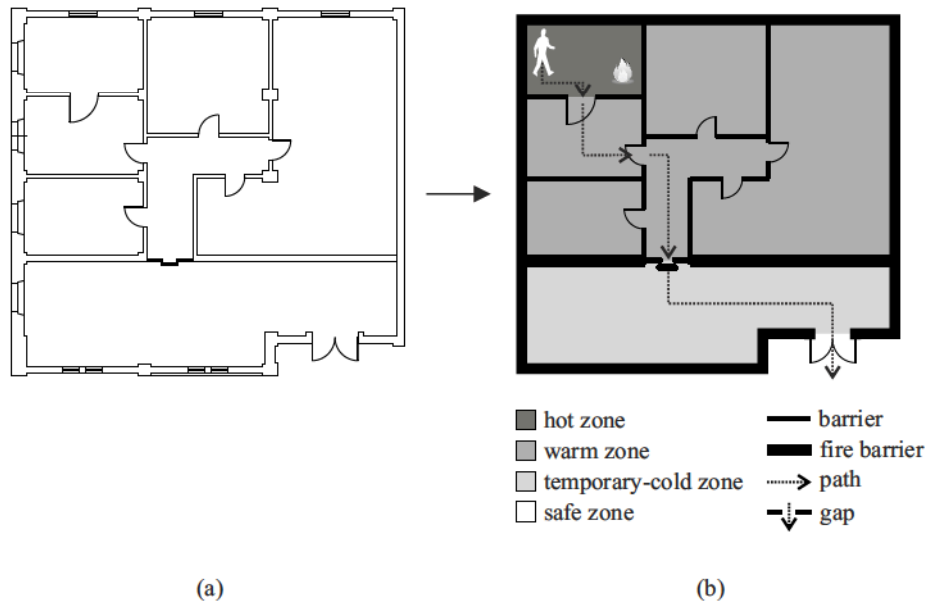 hot zone
warm zone
temporary-cold zone
safe zone
barrier
fire barrier
path
gap
(a)
(b)